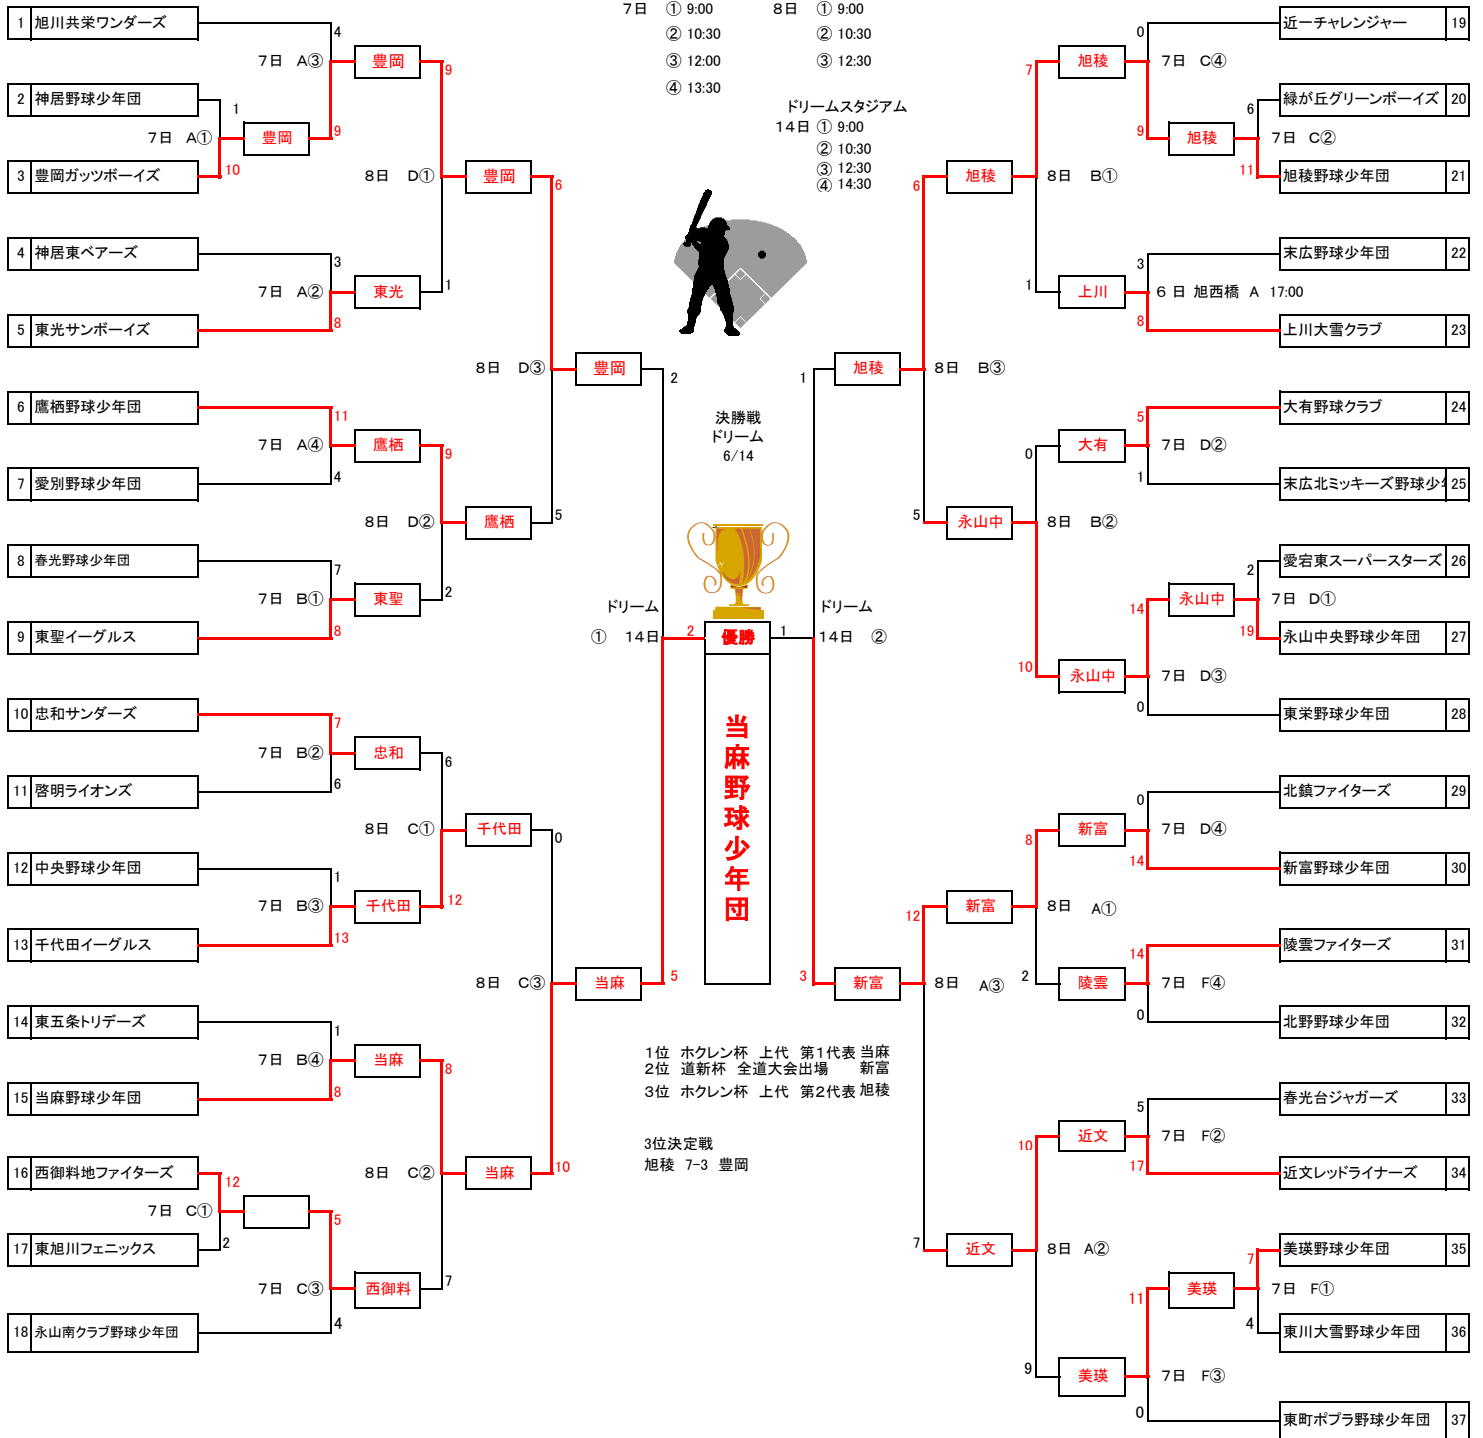 7日 ① 9:00
② 10:30
③ 12:00
④ 13:30
8日 ① 9:00
② 10:30
③ 12:30
ドリームスタジアム
14日 ① 9:00
② 10:30
③ 12:30
④ 14:30
1 旭川共栄ワンダーズ
4
7日 A③
豊岡
9
2 神居野球少年団
1
7日 A①
豊岡
9
3 豊岡ガッツボーイズ
10
8日 D①
豊岡
6
4 神居東ベアーズ
3
7日 A②
東光
1
5 東光サンボーイズ
8
8日 D③
豊岡
2
6 鷹栖野球少年団
11
7日 A④
鷹栖
9
7 愛別野球少年団
4
8日 D②
鷹栖
5
8 春光野球少年団
7
7日 B①
東聖
2
9 東聖イーグルス
8
ドリーム
① 14日
2
10 忠和サンダーズ
7
7日 B②
忠和
6
11 啓明ライオンズ
6
8日 C①
千代田
0
12 中央野球少年団
1
7日 B③
千代田
12
13 千代田イーグルス
13
8日 C③
当麻
5
14 東五条トリデーズ
1
7日 B④
当麻
8
15 当麻野球少年団
8
8日 C②
当麻
10
16 西御料地ファイターズ
12
7日 C①
5
17 東旭川フェニックス
2
7日 C③
西御料
7
18 永山南クラブ野球少年団
4
決勝戦
ドリーム
6/14
優勝
当麻野球少年団
1位 ホクレン杯 上代 第1代表 当麻
2位 道新杯 全道大会出場 新富
3位 ホクレン杯 上代 第2代表 旭稜
3位決定戦
旭稜 7-3 豊岡
近一チャレンジャー 19
0
旭稜
7日 C④
7
緑が丘グリーンボーイズ 20
6
旭稜
7日 C②
9
旭稜野球少年団 21
11
旭稜
8日 B①
6
末広野球少年団 22
3
上川
6日 旭西橋 A 17:00
1
上川大雪クラブ 23
8
旭稜
8日 B③
1
大有野球クラブ 24
5
大有
7日 D②
0
1
永山中
8日 B②
5
愛宕東スーパースターズ 26
2
永山中
7日 D①
14
永山中央野球少年団 27
19
永山中
7日 D③
10
東栄野球少年団 28
0
ドリーム
14日 ②
1
北鎮ファイターズ 29
0
新富
7日 D④
8
新富野球少年団 30
14
新富
8日 A①
12
陵雲ファイターズ 31
14
陵雲
7日 F④
2
北野野球少年団 32
0
新富
8日 A③
3
春光台ジャガーズ 33
5
近文
7日 F②
10
近文レッドライナーズ 34
17
近文
8日 A②
7
美瑛野球少年団 35
7
美瑛
7日 F①
11
東川大雪野球少年団 36
4
美瑛
7日 F③
9
東町ポプラ野球少年団 37
0
末広北ミッキーズ野球少 25